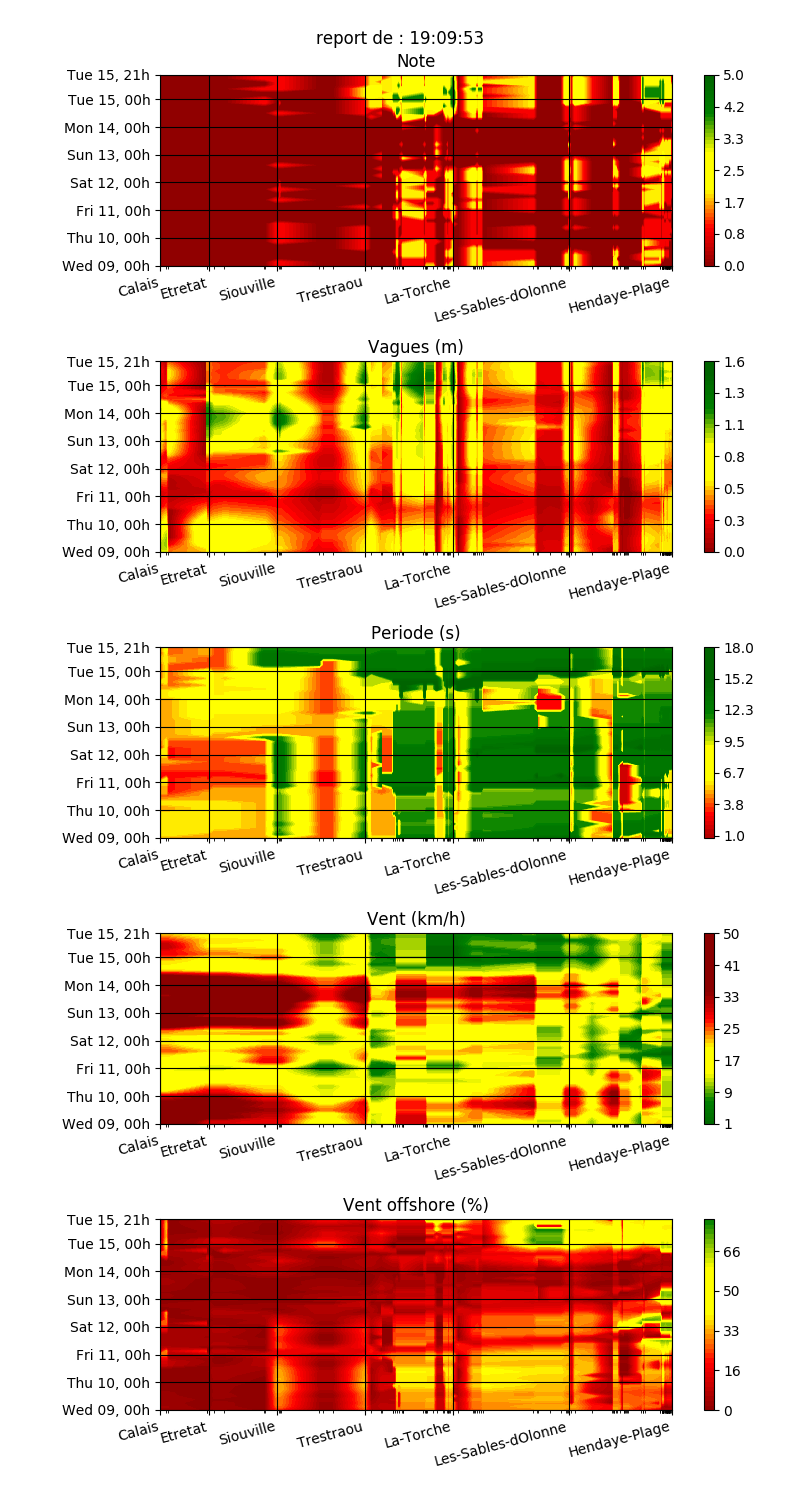 report de : 19:09:53
Note
Tue 15, 21h
Tue 15, 00h
Mon 14, 00h
Sun 13, 00h
Sat 12, 00h
Fri 11, 00h
Thu 10, 00h
Wed 09, 00h
Calais
Etretat
Siouville
Trestraou
La-Torche
Les-Sables-dOlonne
Hendaye-Plage
5.0
4.2
3.3
2.5
1.7
0.8
0.0
Vagues (m)
Tue 15, 21h
Tue 15, 00h
Mon 14, 00h
Sun 13, 00h
Sat 12, 00h
Fri 11, 00h
Thu 10, 00h
Wed 09, 00h
Calais
Etretat
Siouville
Trestraou
La-Torche
Les-Sables-dOlonne
Hendaye-Plage
1.6
1.3
1.1
0.8
0.5
0.3
0.0
Periode (s)
Tue 15, 21h
Tue 15, 00h
Mon 14, 00h
Sun 13, 00h
Sat 12, 00h
Fri 11, 00h
Thu 10, 00h
Wed 09, 00h
Calais
Etretat
Siouville
Trestraou
La-Torche
Les-Sables-dOlonne
Hendaye-Plage
18.0
15.2
12.3
9.5
6.7
3.8
1.0
Vent (km/h)
Tue 15, 21h
Tue 15, 00h
Mon 14, 00h
Sun 13, 00h
Sat 12, 00h
Fri 11, 00h
Thu 10, 00h
Wed 09, 00h
Calais
Etretat
Siouville
Trestraou
La-Torche
Les-Sables-dOlonne
Hendaye-Plage
50
41
33
25
17
9
1
Vent offshore (%)
Tue 15, 21h
Tue 15, 00h
Mon 14, 00h
Sun 13, 00h
Sat 12, 00h
Fri 11, 00h
Thu 10, 00h
Wed 09, 00h
Calais
Etretat
Siouville
Trestraou
La-Torche
Les-Sables-dOlonne
Hendaye-Plage
66
50
33
16
0